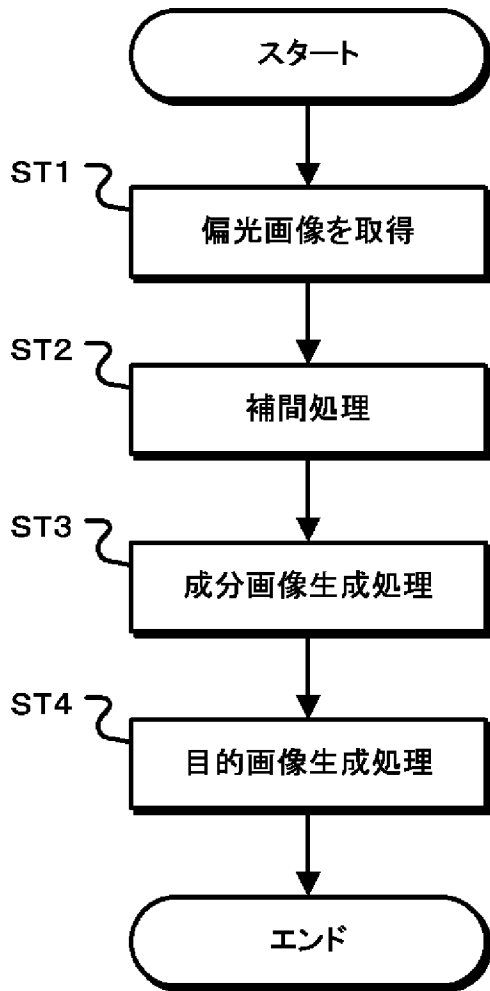 スタート
ST1
偏光画像を取得
ST2
補間処理
ST3
成分画像生成処理
ST4
目的画像生成処理
エンド